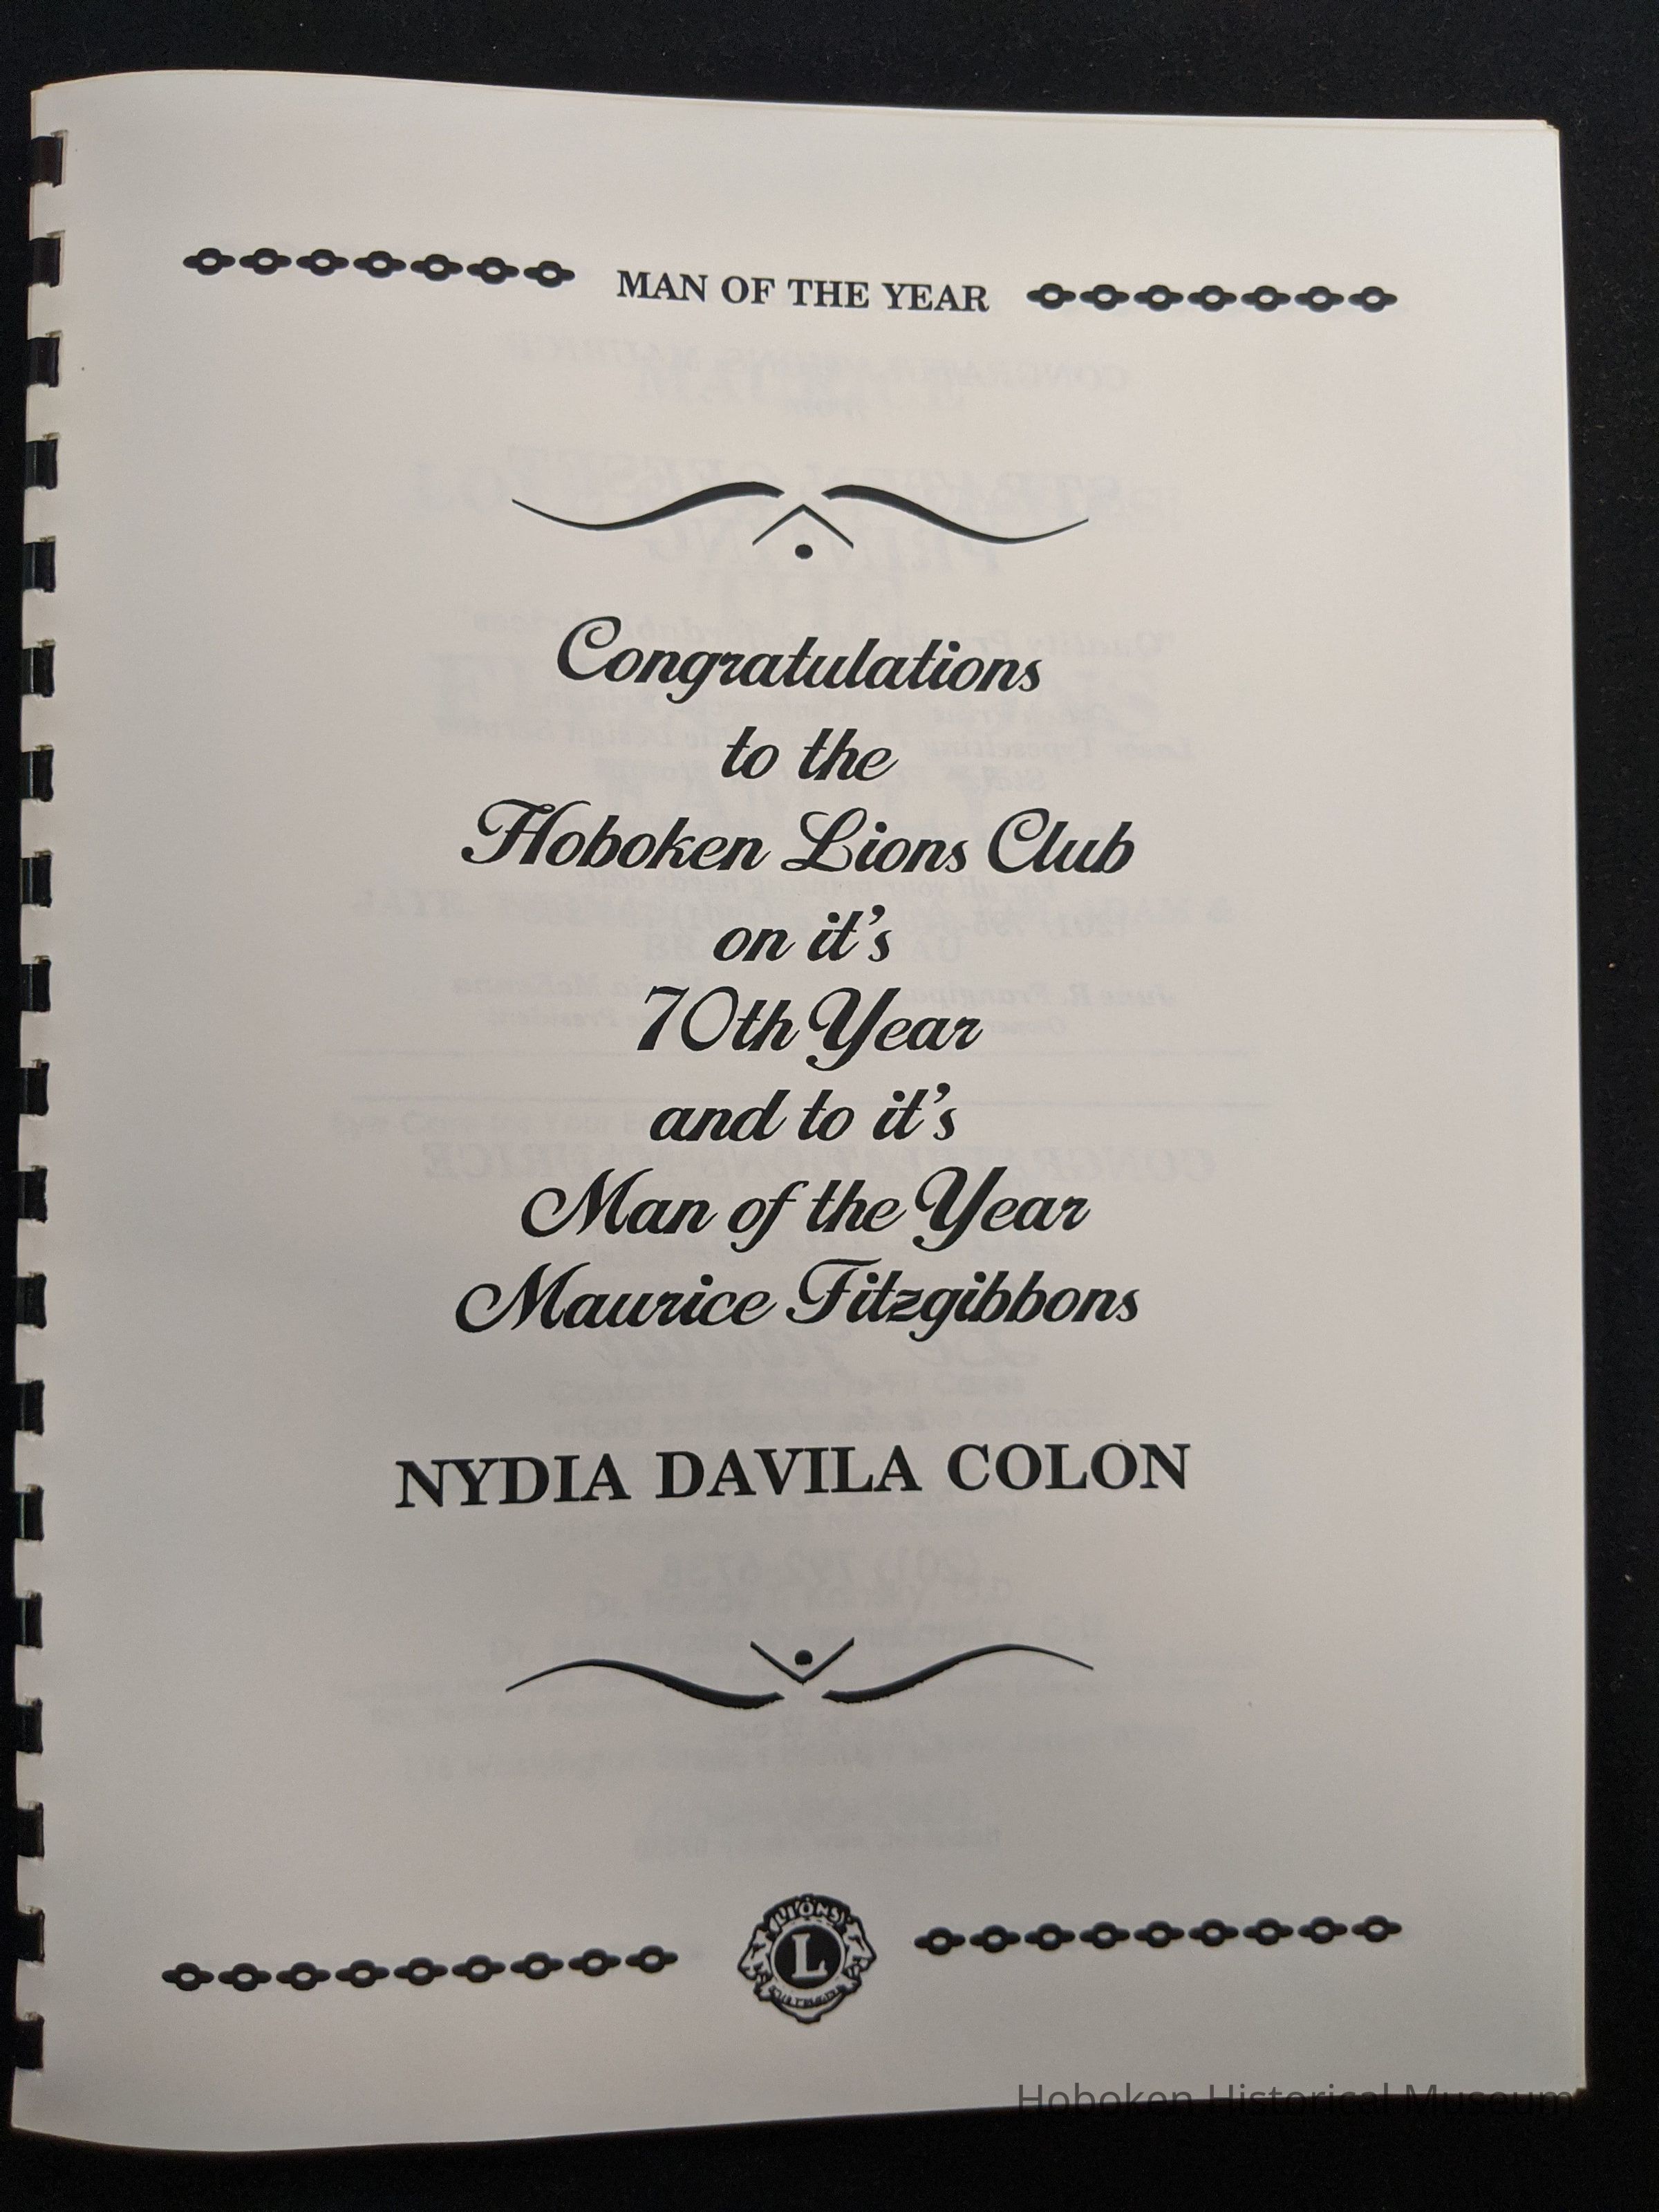 MAN OF THE YEAR
Congratulations
to the
Hoboken Lions Club
on it's
70th Year
and to it's
Man of the Year
Maurice Fitzgibbons
NYDIA DAVILA COLON
LIONS
L
Hoboken Historical Museum